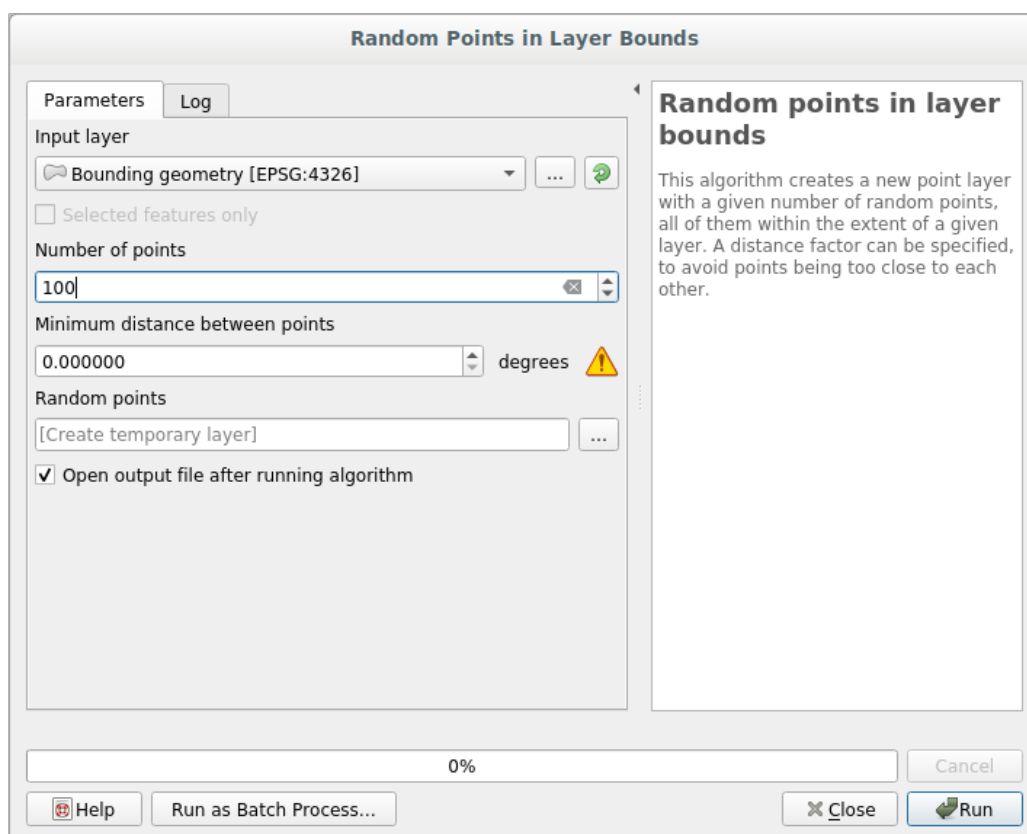 Random Points in Layer Bounds
Parameters
Log
Input layer
Bounding geometry [EPSG:4326]
...
Selected features only
Number of points
100
Minimum distance between points
0.000000
degrees
Random points
[Create temporary layer]
...
Open output file after running algorithm
Random points in layer
bounds
This algorithm creates a new point layer
with a given number of random points,
all of them within the extent of a given
layer. A distance factor can be specified,
to avoid points being too close to each
other.
0%
Cancel
Help
Run as Batch Process...
Close
Run